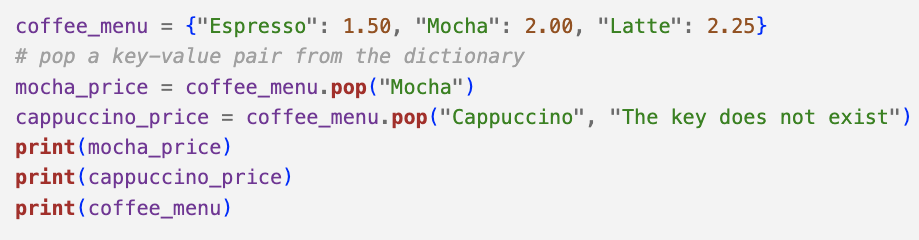 coffee_menu = {"Espresso": 1.50, "Mocha": 2.00, "Latte": 2.25}
# pop a key-value pair from the dictionary
mocha_price = coffee_menu.pop("Mocha")
cappuccino_price = coffee_menu.pop("Cappuccino", "The key does not exist")
print(mocha_price)
print(cappuccino_price)
print(coffee_menu)